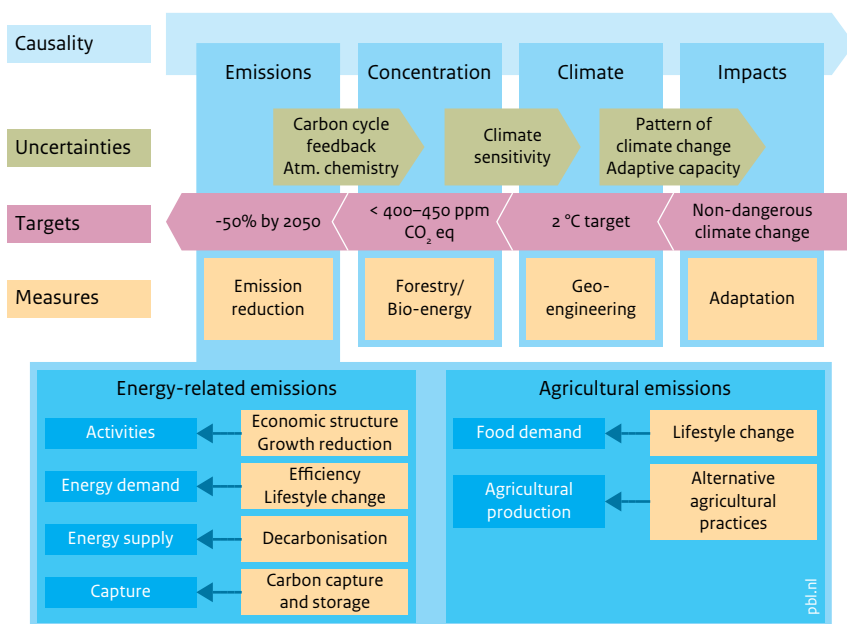 Causality
Emissions
Concentration
Climate
Impacts
Uncertainties
Carbon cycle
feedback
Atm. chemistry
Climate
sensitivity
Pattern of
climate change
Adaptive capacity
Targets
-50% by 2050
< 400–450 ppm
CO₂ eq
2 °C target
Non-dangerous
climate change
Measures
Emission
reduction
Forestry/
Bio-energy
Geo-
engineering
Adaptation
Energy-related emissions
Activities
Economic structure
Growth reduction
Energy demand
Efficiency
Lifestyle change
Energy supply
Decarbonisation
Capture
Carbon capture
and storage
Agricultural emissions
Food demand
Lifestyle change
Agricultural
production
Alternative
agricultural
practices
pbl.nl